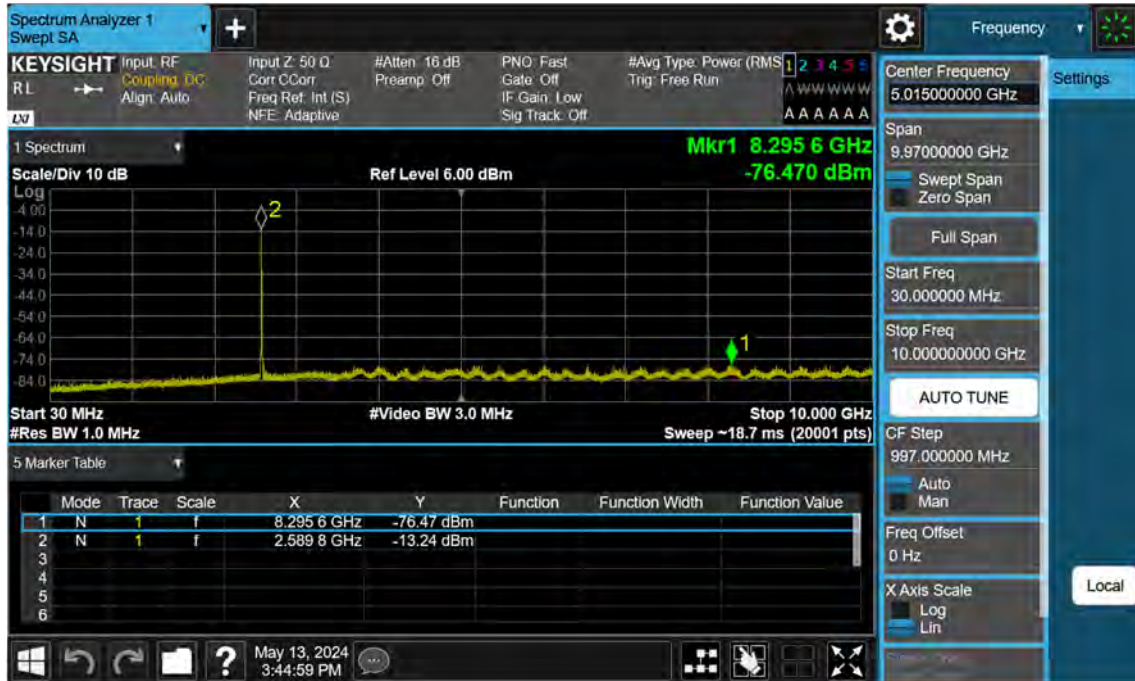 Spectrum Analyzer 1
Swept SA
Frequency
KEYSIGHT
RL
LXI
Input: RF
Coupling: DC
Align: Auto
Input Z: 50 Ω
Corr CCorr
Freq Ref: Int (S)
NFE: Adaptive
#Atten: 16 dB
Preamp: Off
PNO: Fast
Gate: Off
IF Gain: Low
Sig Track: Off
#Avg Type: Power (RMS
Trig: Free Run
1 2 3 4 5 6
A W W W W W
A A A A A A
1 Spectrum
Scale/Div 10 dB
Ref Level 6.00 dBm
Mkr1 8.295 6 GHz
-76.470 dBm
Log
-4.00
-14.0
-24.0
-34.0
-44.0
-54.0
-64.0
-74.0
-84.0
2
1
Start 30 MHz
#Video BW 3.0 MHz
Stop 10.000 GHz
#Res BW 1.0 MHz
Sweep ~18.7 ms (20001 pts)
5 Marker Table
Mode Trace Scale X Y Function Function Width Function Value
1 N 1 f 8.295 6 GHz -76.47 dBm
2 N 1 f 2.589 8 GHz -13.24 dBm
3
4
5
6
May 13, 2024
3:44:59 PM
?
Center Frequency
5.015000000 GHz
Span
9.97000000 GHz
Swept Span
Zero Span
Full Span
Start Freq
30.000000 MHz
Stop Freq
10.000000000 GHz
AUTO TUNE
CF Step
997.000000 MHz
Auto
Man
Freq Offset
0 Hz
X Axis Scale
Log
Lin
Settings
Local